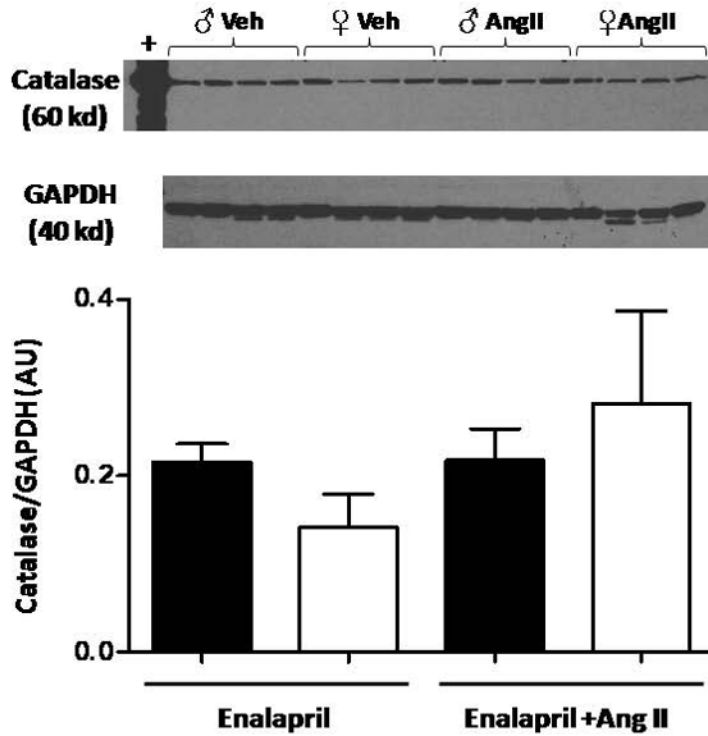 + ♂ Veh ♀ Veh ♂ AngII ♀AngII
Catalase
(60 kd)
GAPDH
(40 kd)
Catalase/GAPDH (AU)
0.4
0.2
0.0
Enalapril Enalapril +Ang II